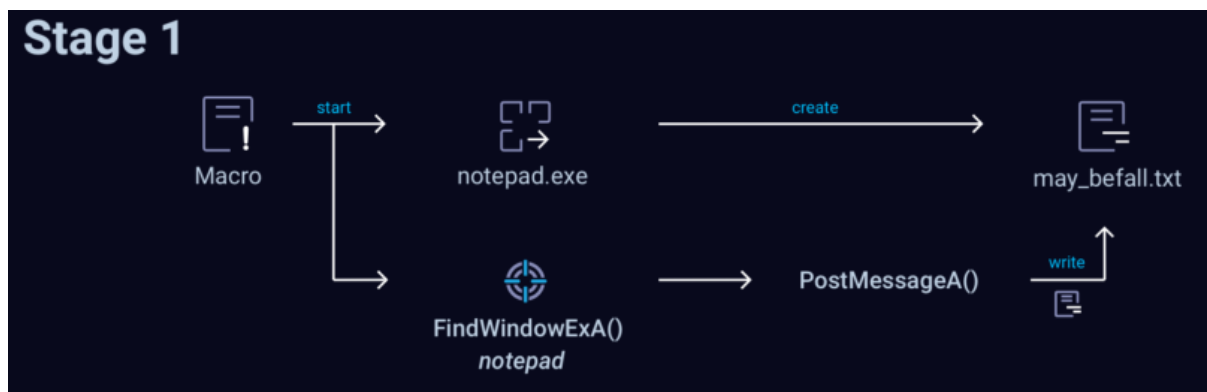 Stage 1
start
create
Macro
notepad.exe
may_befall.txt
write
PostMessageA()
FindWindowExA()
notepad